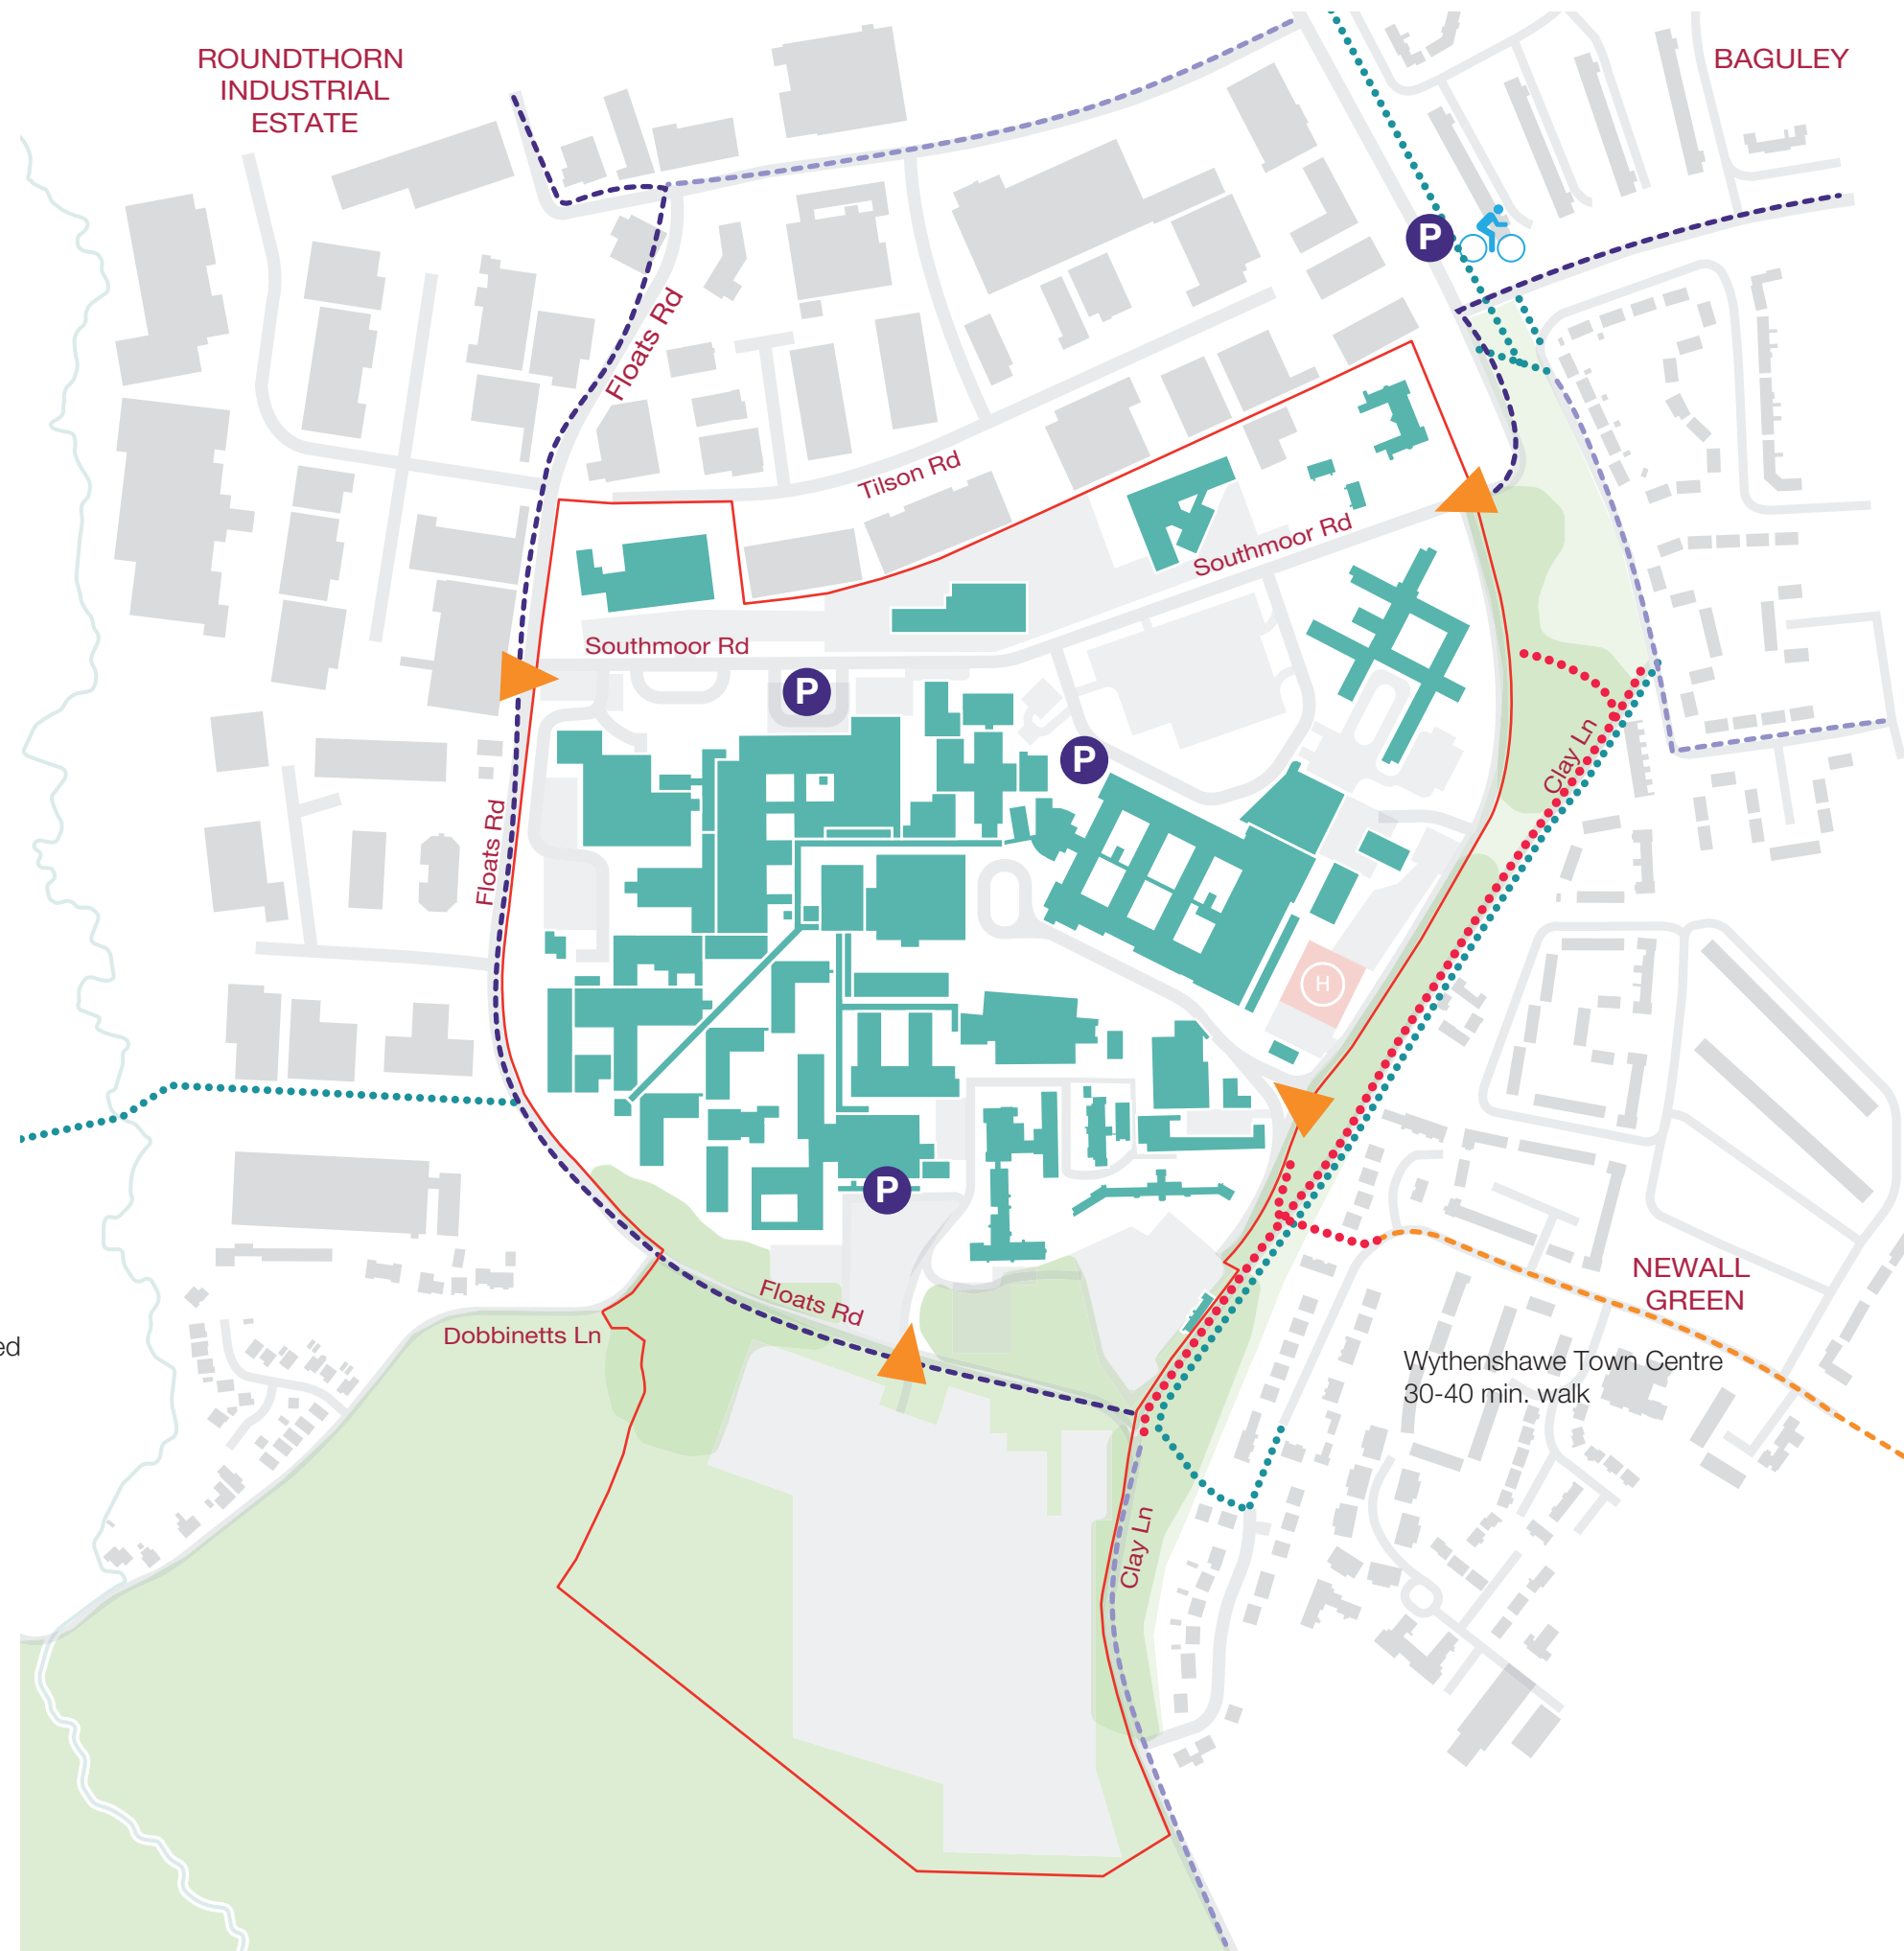 ROUNDTHORN
INDUSTRIAL
ESTATE
BAGULEY
P
Floats Rd
Tilson Rd
Southmoor Rd
Southmoor Rd
P
P
Clay Ln
Floats Rd
H
P
NEWALL
GREEN
Floats Rd
Dobbinetts Ln
ed
Wythenshawe Town Centre
30-40 min. walk
Clay Ln